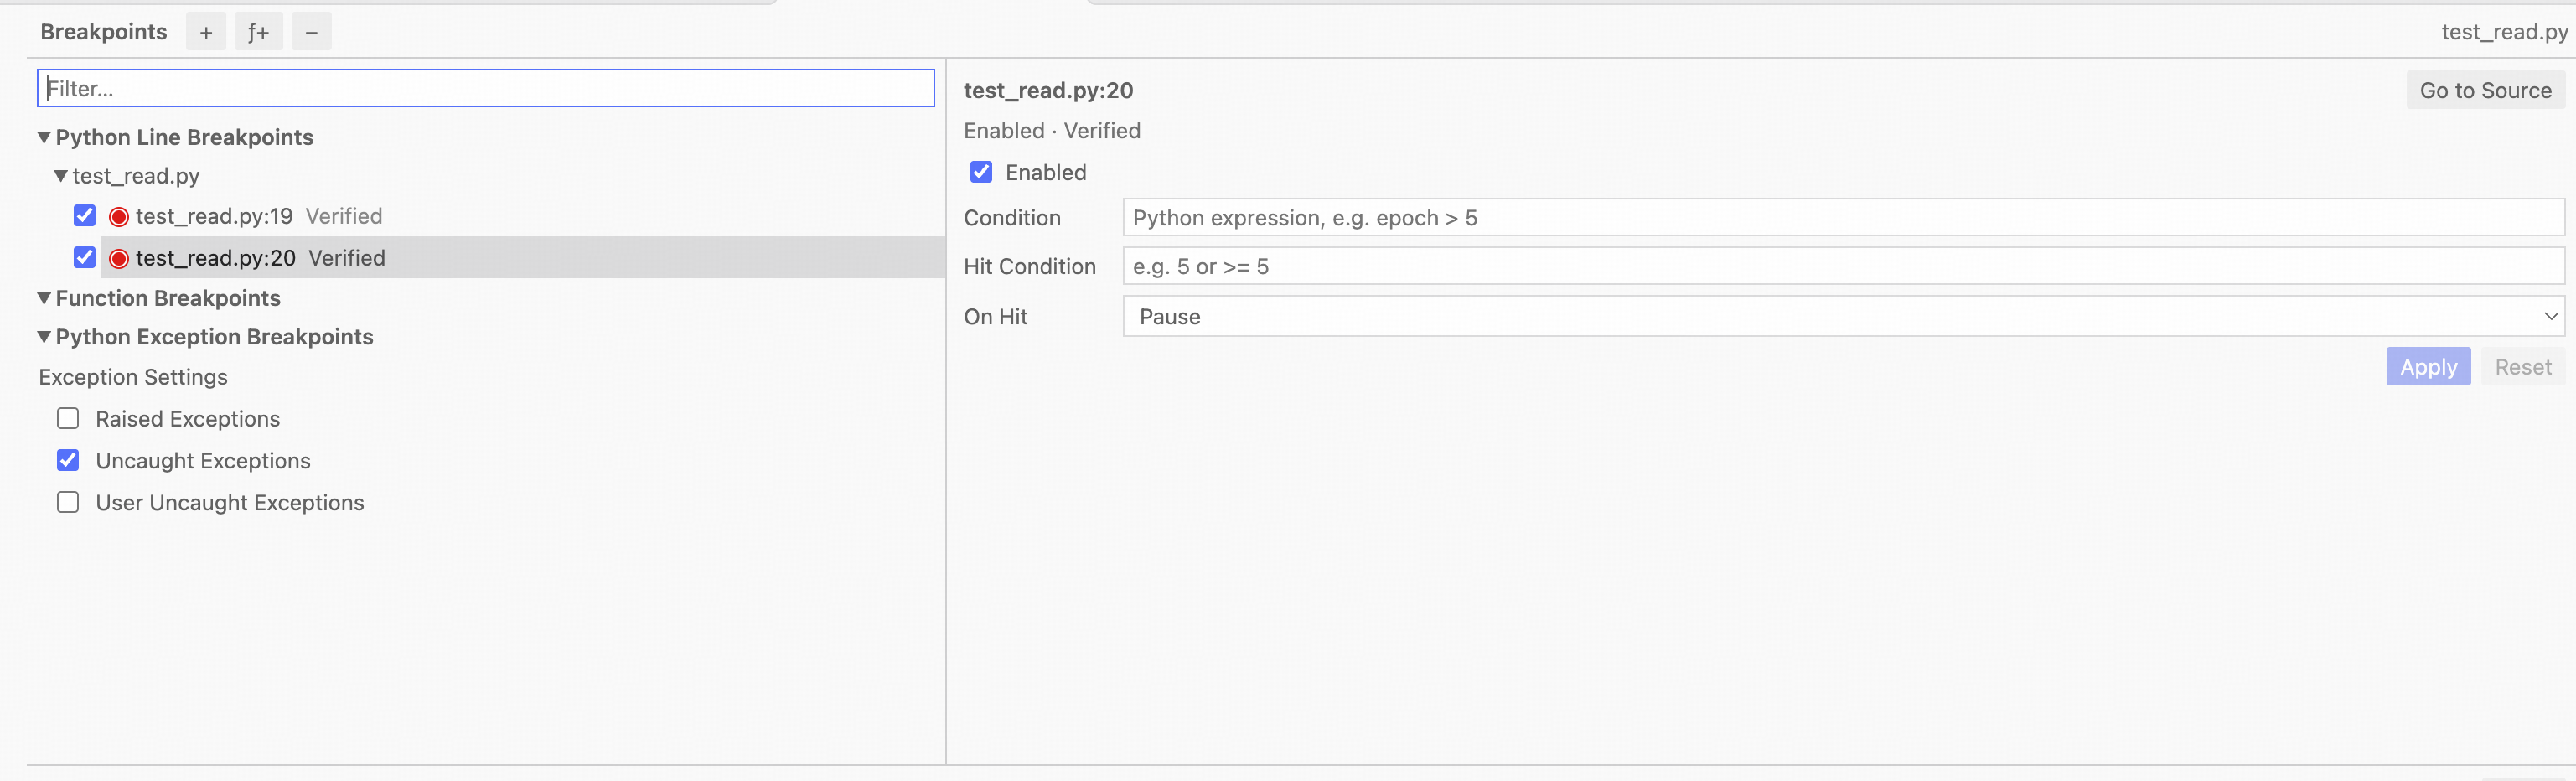 Breakpoints + ƒ+ − test_read.py
Filter...
Python Line Breakpoints
test_read.py
test_read.py:19 Verified
test_read.py:20 Verified
Function Breakpoints
Python Exception Breakpoints
Exception Settings
Raised Exceptions
Uncaught Exceptions
User Uncaught Exceptions
test_read.py:20 Go to Source
Enabled · Verified
Enabled
Condition Python expression, e.g. epoch > 5
Hit Condition e.g. 5 or >= 5
On Hit Pause
Apply Reset